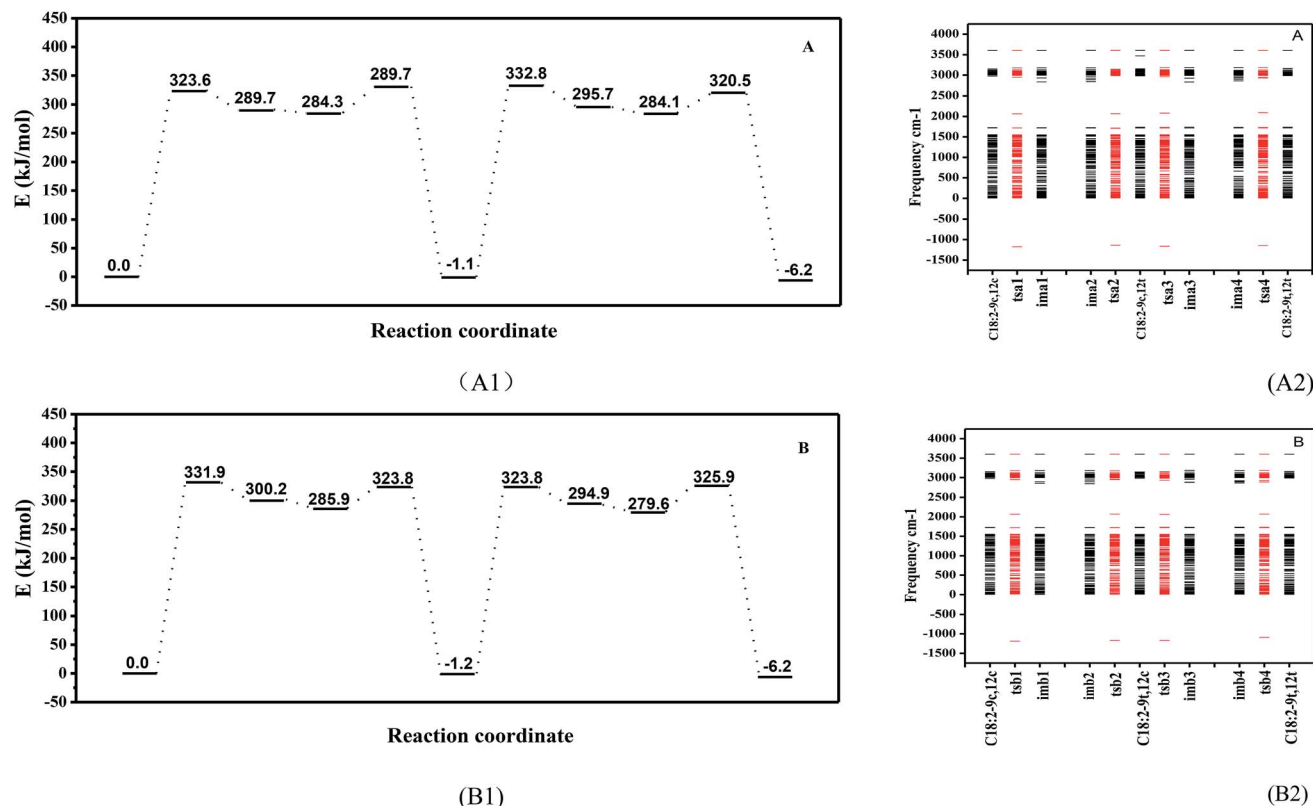 450
400
350
300
250
200
150
100
50
0
-50
E (kJ/mol)
A
0.0
323.6
289.7
284.3
289.7
-1.1
332.8
295.7
284.1
320.5
-6.2
Reaction coordinate
（A1）
A
4000
3500
3000
2500
2000
1500
1000
500
0
-500
-1000
-1500
Frequency cm-1
C18:2-9c,12c
tsa1
ima1
ima2
tsa2
C18:2-9c,12t
tsa3
ima3
ima4
tsa4
C18:2-9t,12t
(A2)
450
400
350
300
250
200
150
100
50
0
-50
E (kJ/mol)
B
0.0
331.9
300.2
285.9
323.8
-1.2
323.8
294.9
279.6
325.9
-6.2
Reaction coordinate
(B1)
B
4000
3500
3000
2500
2000
1500
1000
500
0
-500
-1000
-1500
Frequency cm-1
C18:2-9c,12c
tsb1
imb1
imb2
tsb2
C18:2-9t,12c
tsb3
imb3
imb4
tsb4
C18:2-9t,12t
(B2)